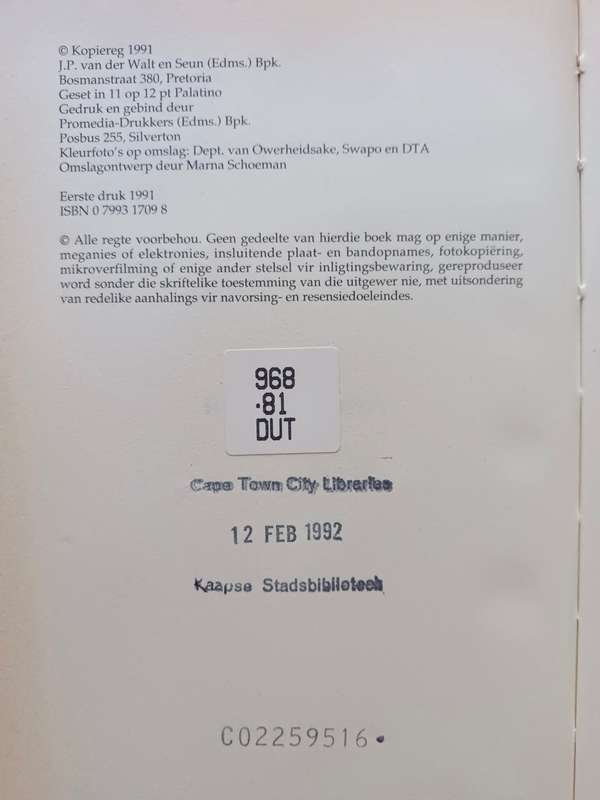 © Kopiereg 1991
J.P. van der Walt en Seun (Edms.) Bpk.
Bosmanstraat 380, Pretoria
Geset in 11 op 12 pt Palatino
Gedruk en gebind deur
Promedia-Drukkers (Edms.) Bpk.
Posbus 255, Silverton
Kleurfoto's op omslag: Dept. van Owerheidsake, Swapo en DTA
Omslagontwerp deur Marna Schoeman
Eerste druk 1991
ISBN 0 7993 1709 8
© Alle regte voorbehou. Geen gedeelte van hierdie boek mag op enige manier,
meganies of elektronies, insluitende plaat- en bandopnames, fotokopiëring,
mikroverfilming of enige ander stelsel vir inligtingsbewaring, gereproduseer
word sonder die skriftelike toestemming van die uitgewer nie, met uitsondering
van redelike aanhalings vir navorsing- en resensiedoeleindes.
968
.81
DUT
Cape Town City Libraries
12 FEB 1992
Kaapse Stadsbiblioteek
C02259516